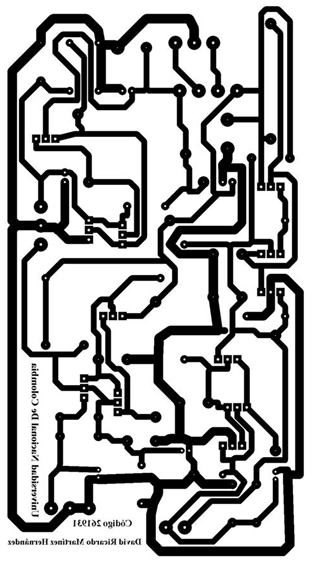 Universidad Nacional De Colombia
Código 261931
David Ricardo Martínez Hernández